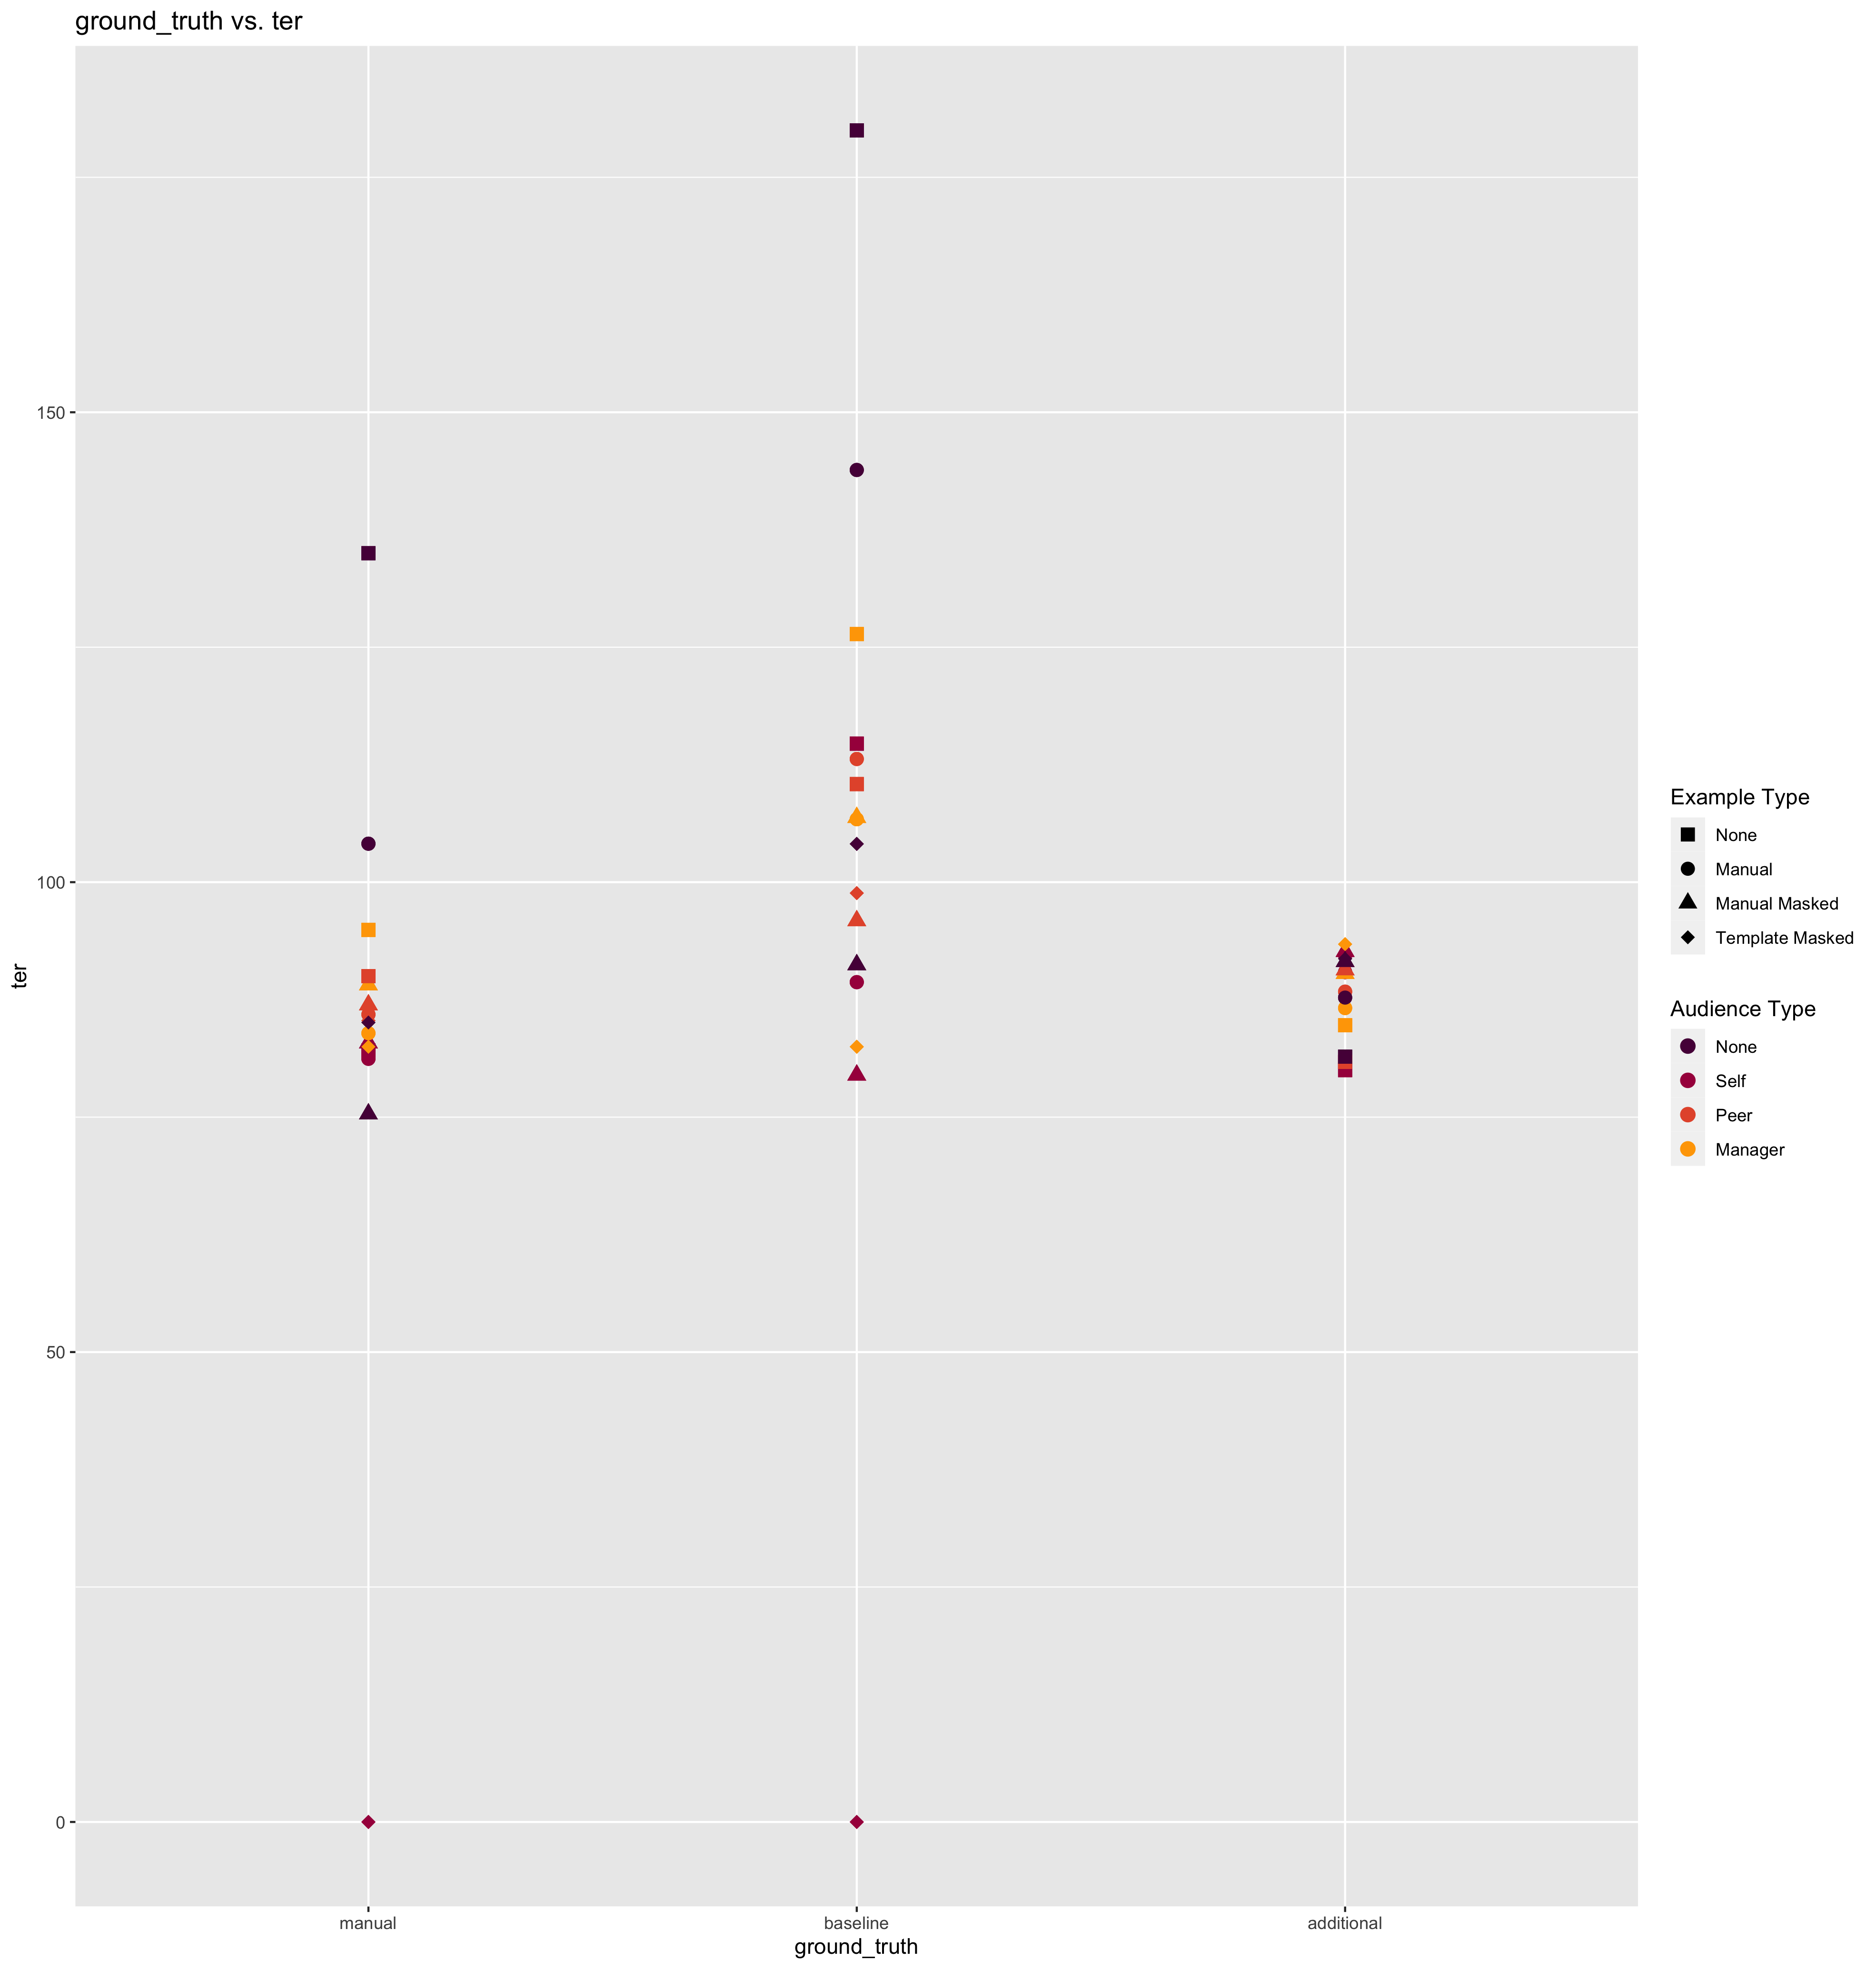 ground_truth vs. ter
ter
150
100
50
0
manual
baseline
additional
ground_truth
Example Type
None
Manual
Manual Masked
Template Masked
Audience Type
None
Self
Peer
Manager